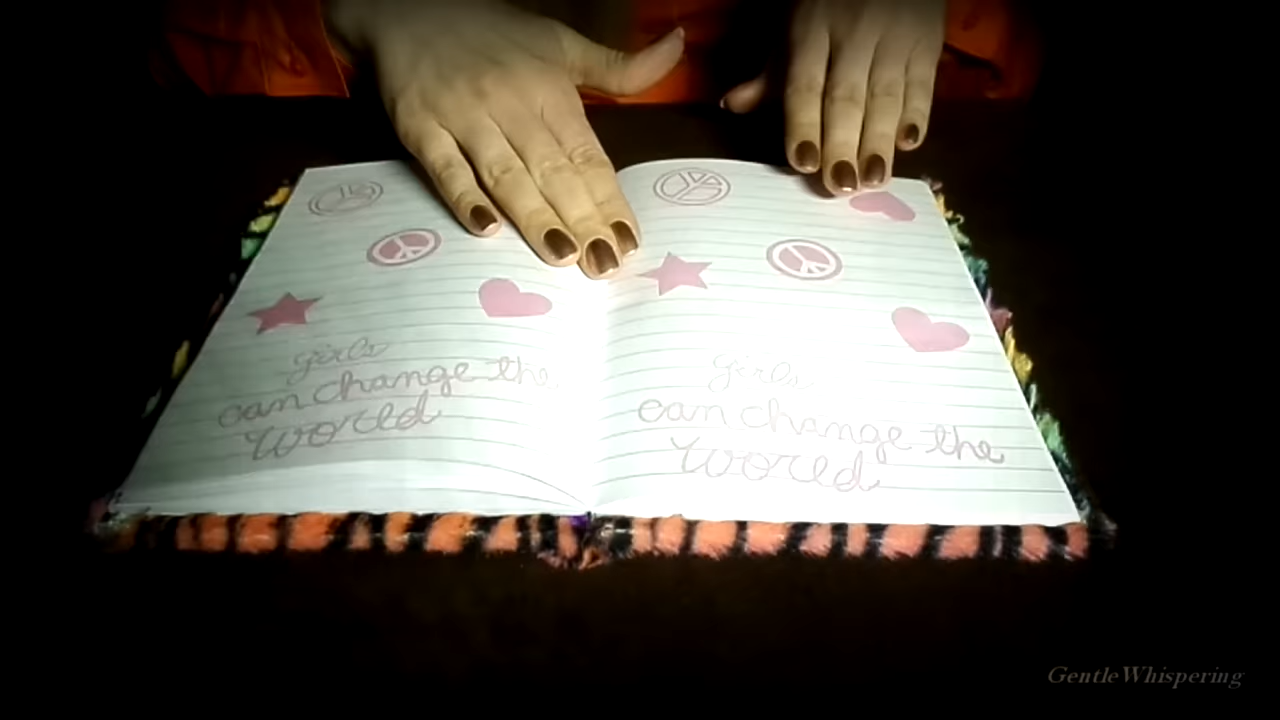 girls
can change the
world
girls
can change the
world
GentleWhispering